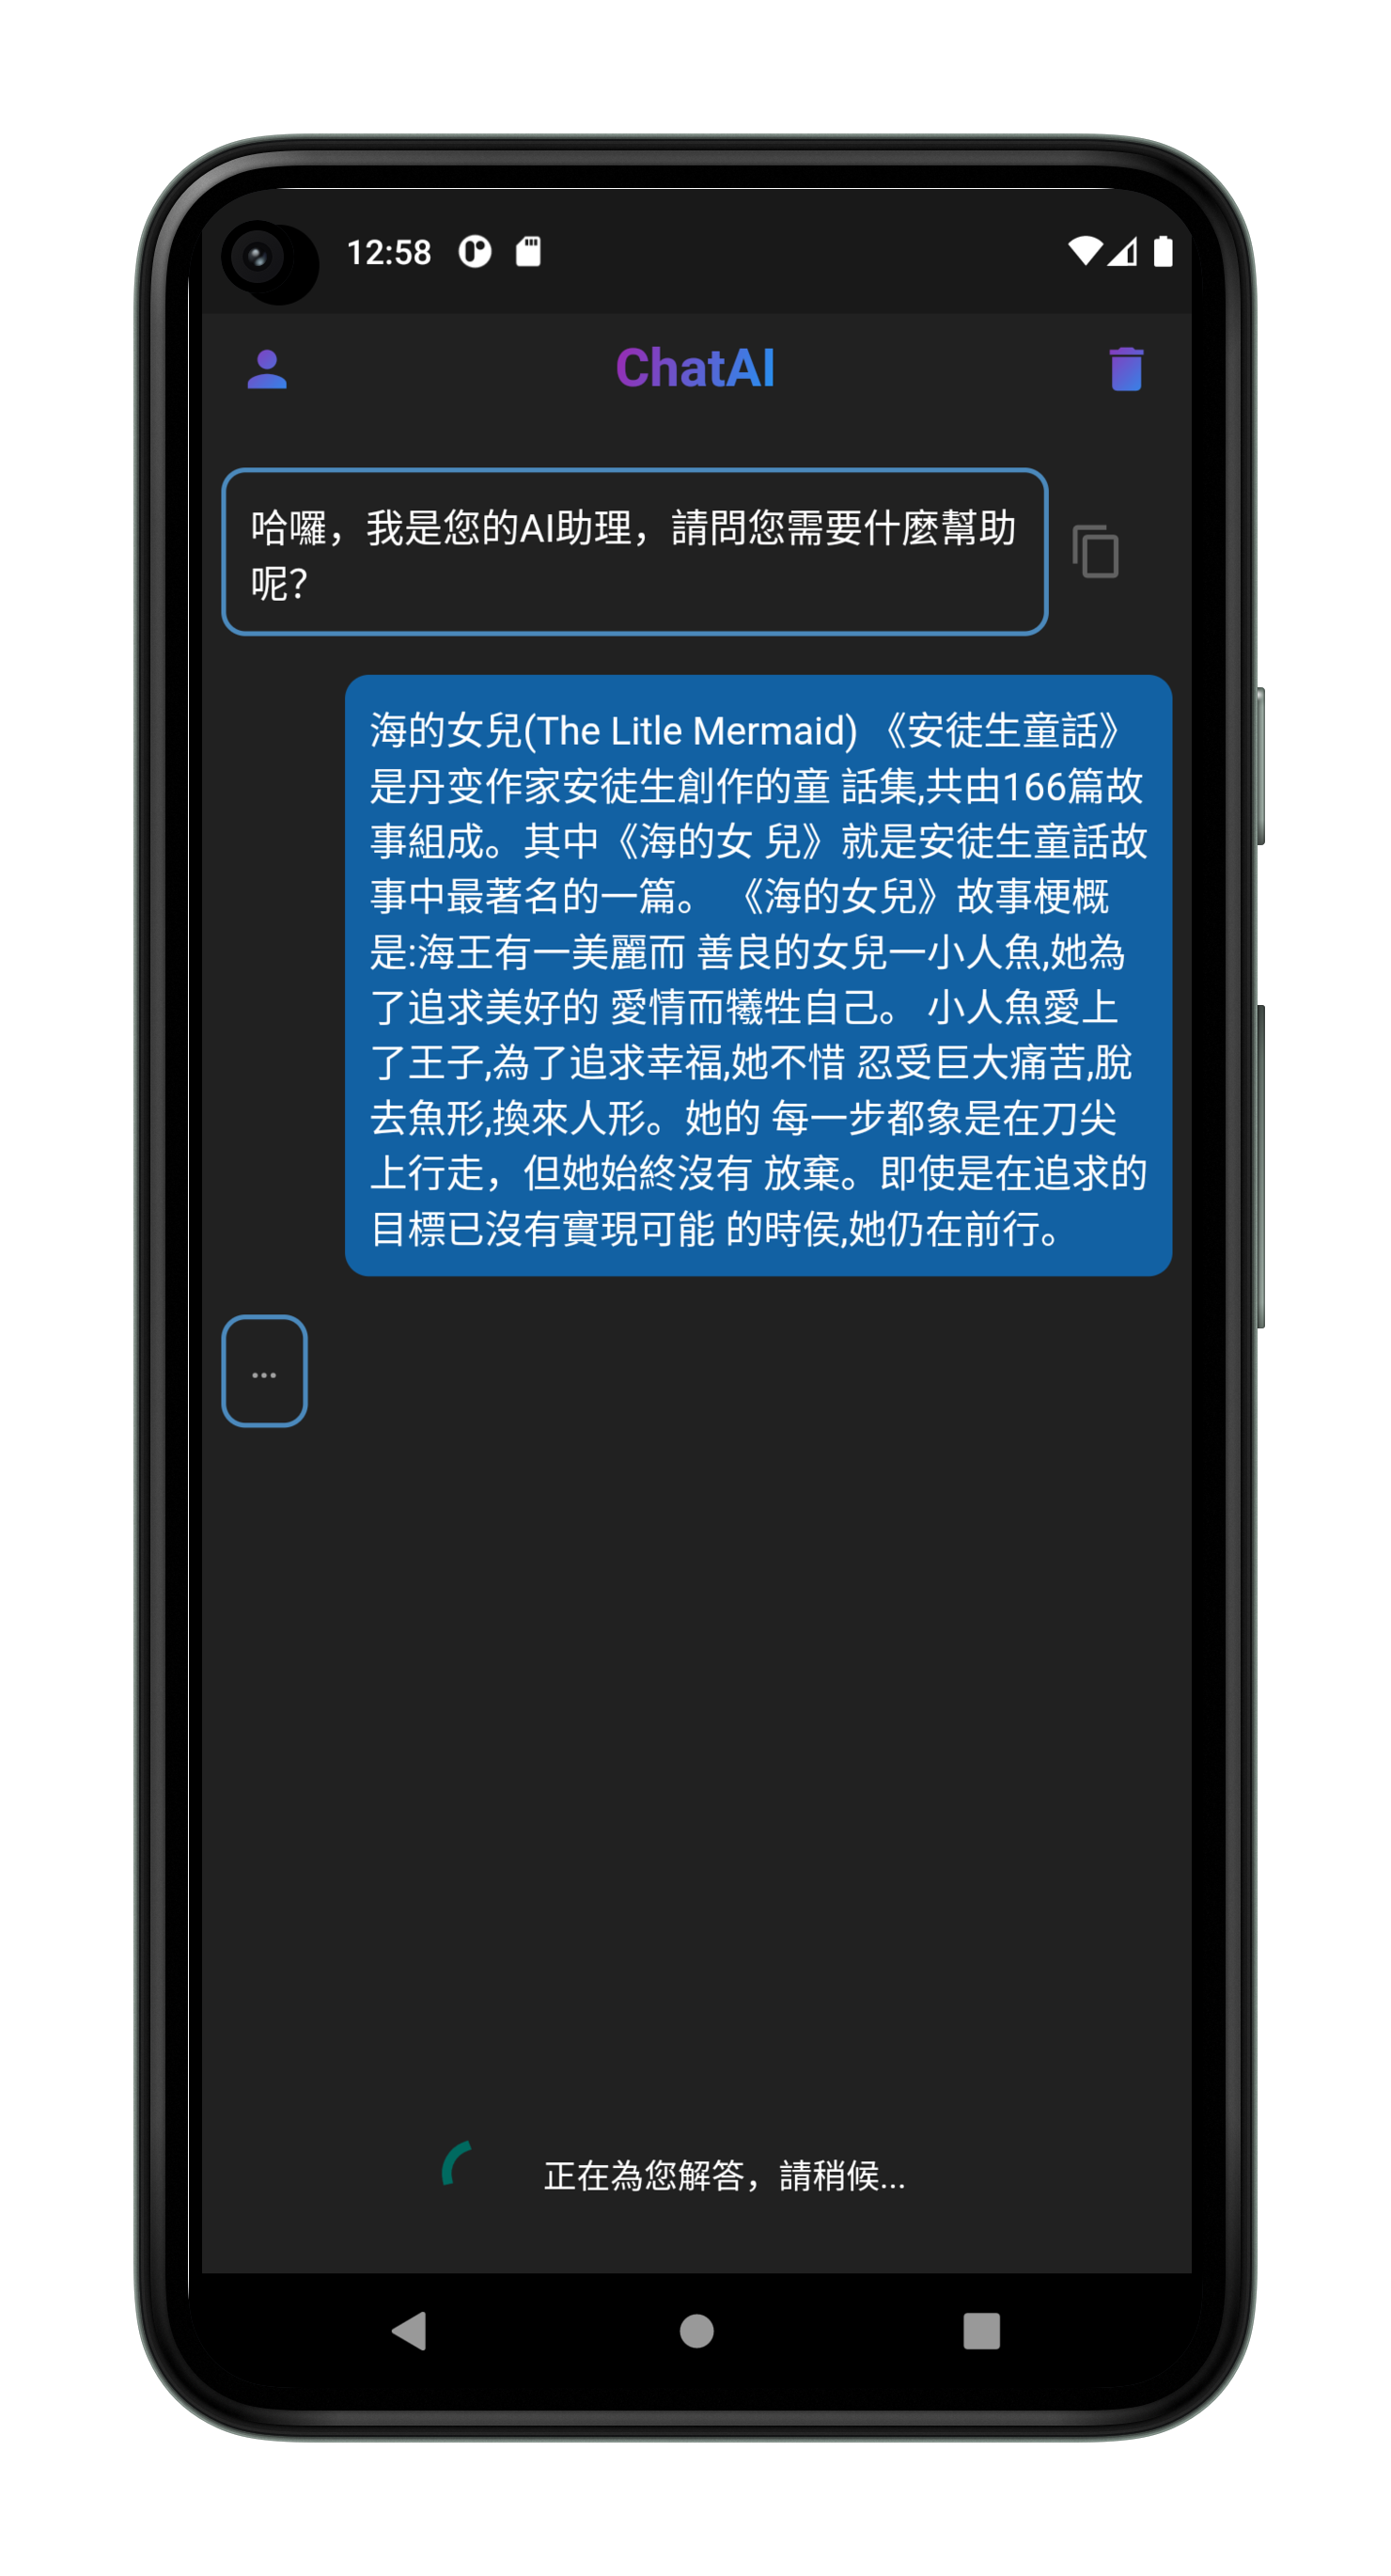 12:58
ChatAI
哈囉，我是您的AI助理，請問您需要什麼幫助
呢？
海的女兒(The Litle Mermaid) 《安徒生童話》
是丹变作家安徒生創作的童 話集,共由166篇故
事組成。其中《海的女 兒》就是安徒生童話故
事中最著名的一篇。 《海的女兒》故事梗概
是:海王有一美麗而 善良的女兒一小人魚,她為
了追求美好的 愛情而犧牲自己。 小人魚愛上
了王子,為了追求幸福,她不惜 忍受巨大痛苦,脫
去魚形,換來人形。她的 每一步都象是在刀尖
上行走，但她始終沒有 放棄。即使是在追求的
目標已沒有實現可能 的時侯,她仍在前行。
...
正在為您解答，請稍候...